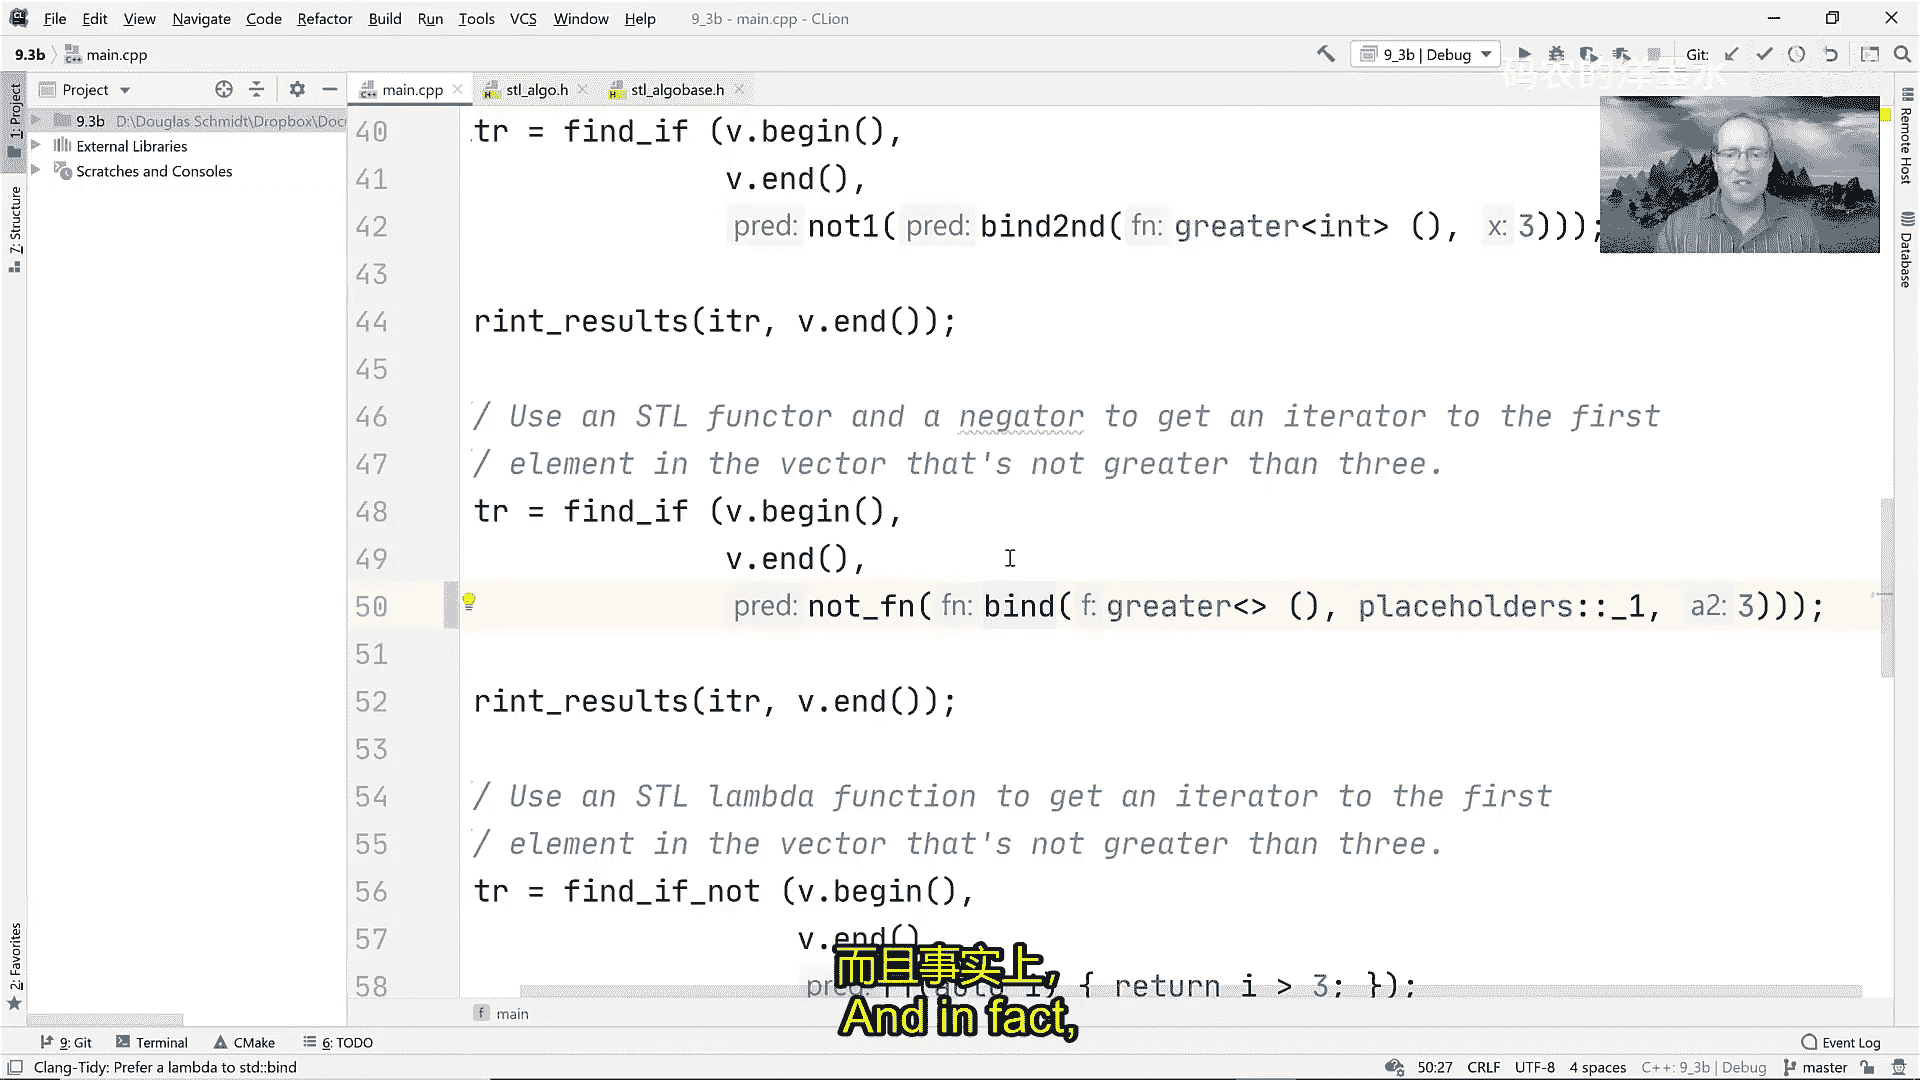 File Edit View Navigate Code Refactor Build Run Tools VCS Window Help 9_3b - main.cpp - CLion
9.3b main.cpp 9_3b | Debug Git:
码农的洋墨水
Project main.cpp stl_algo.h stl_algobase.h
1: Project
7: Structure
2: Favorites
Remote Host
Database
9.3b D:\Douglas Schmidt\Dropbox\Docu
External Libraries
Scratches and Consoles
40 tr = find_if (v.begin(),
41 v.end(),
42 pred: not1( pred: bind2nd( fn: greater<int> (), x: 3)));
43
44 rint_results(itr, v.end());
45
46 / Use an STL functor and a negator to get an iterator to the first
47 / element in the vector that's not greater than three.
48 tr = find_if (v.begin(),
49 v.end(),
50 pred: not_fn( fn: bind( f: greater<> (), placeholders::_1, a2: 3)));
51
52 rint_results(itr, v.end());
53
54 / Use an STL lambda function to get an iterator to the first
55 / element in the vector that's not greater than three.
56 tr = find_if_not (v.begin(),
57 v.end()
58 pred: { return i > 3; });
而且事实上,
And in fact,
f main
9: Git Terminal CMake 6: TODO Event Log
Clang-Tidy: Prefer a lambda to std::bind 50:27 CRLF UTF-8 4 spaces C++: 9_3b | Debug master